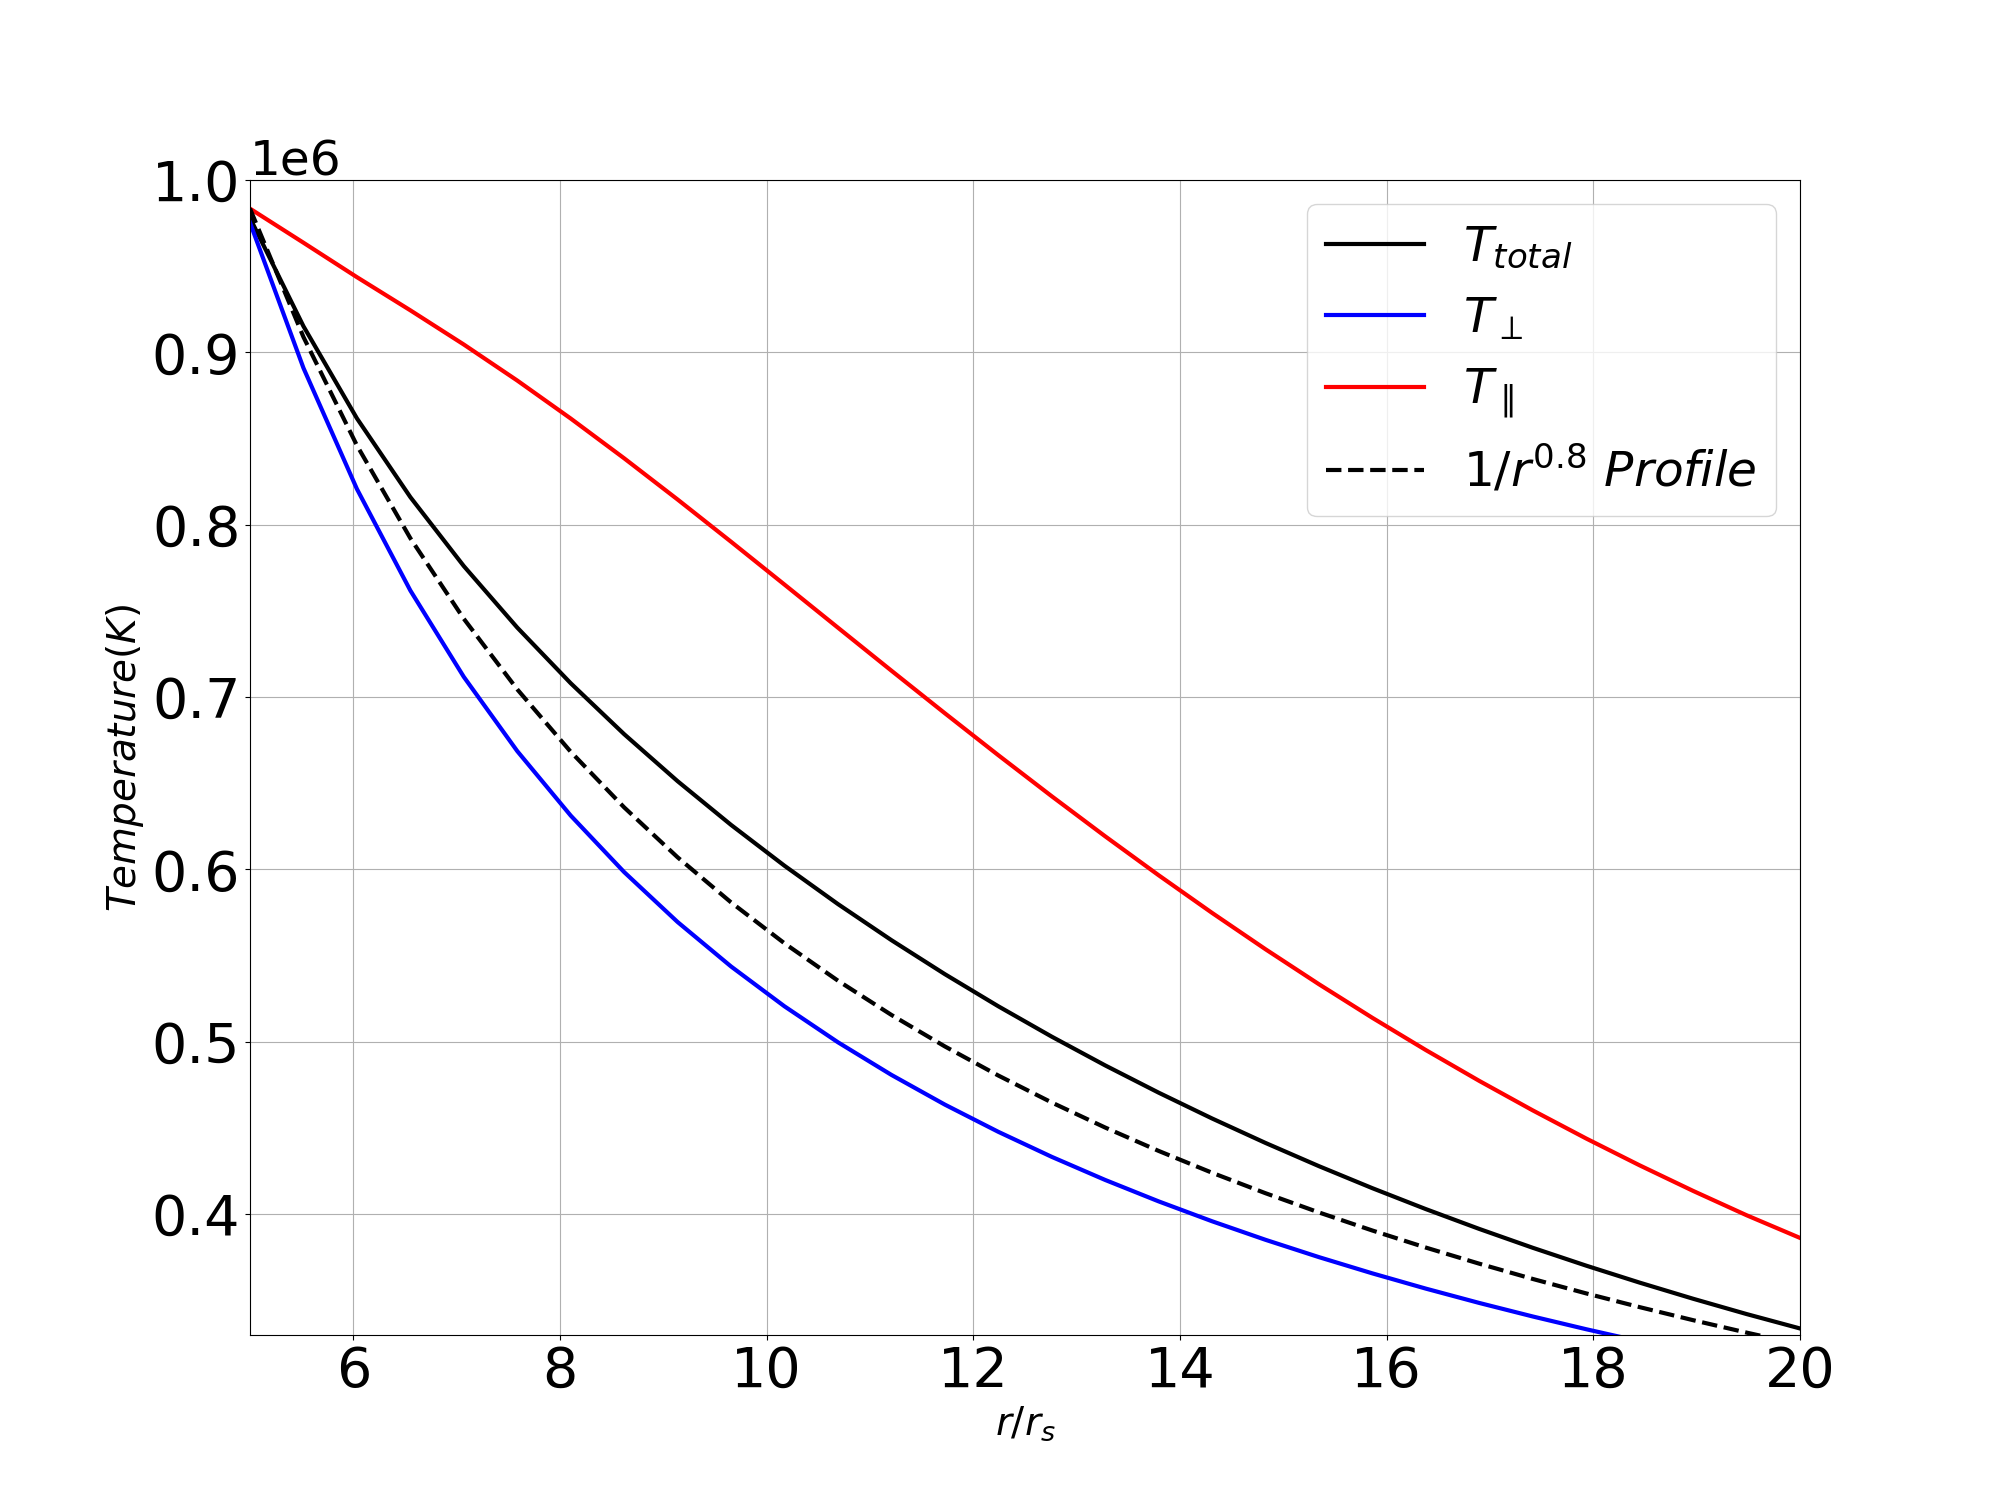 1e6
1.0
0.9
0.8
0.7
0.6
0.5
0.4
Temperature(K)
6 8 10 12 14 16 18 20
r/r_s
T_total
T_⊥
T_∥
1/r^0.8 Profile